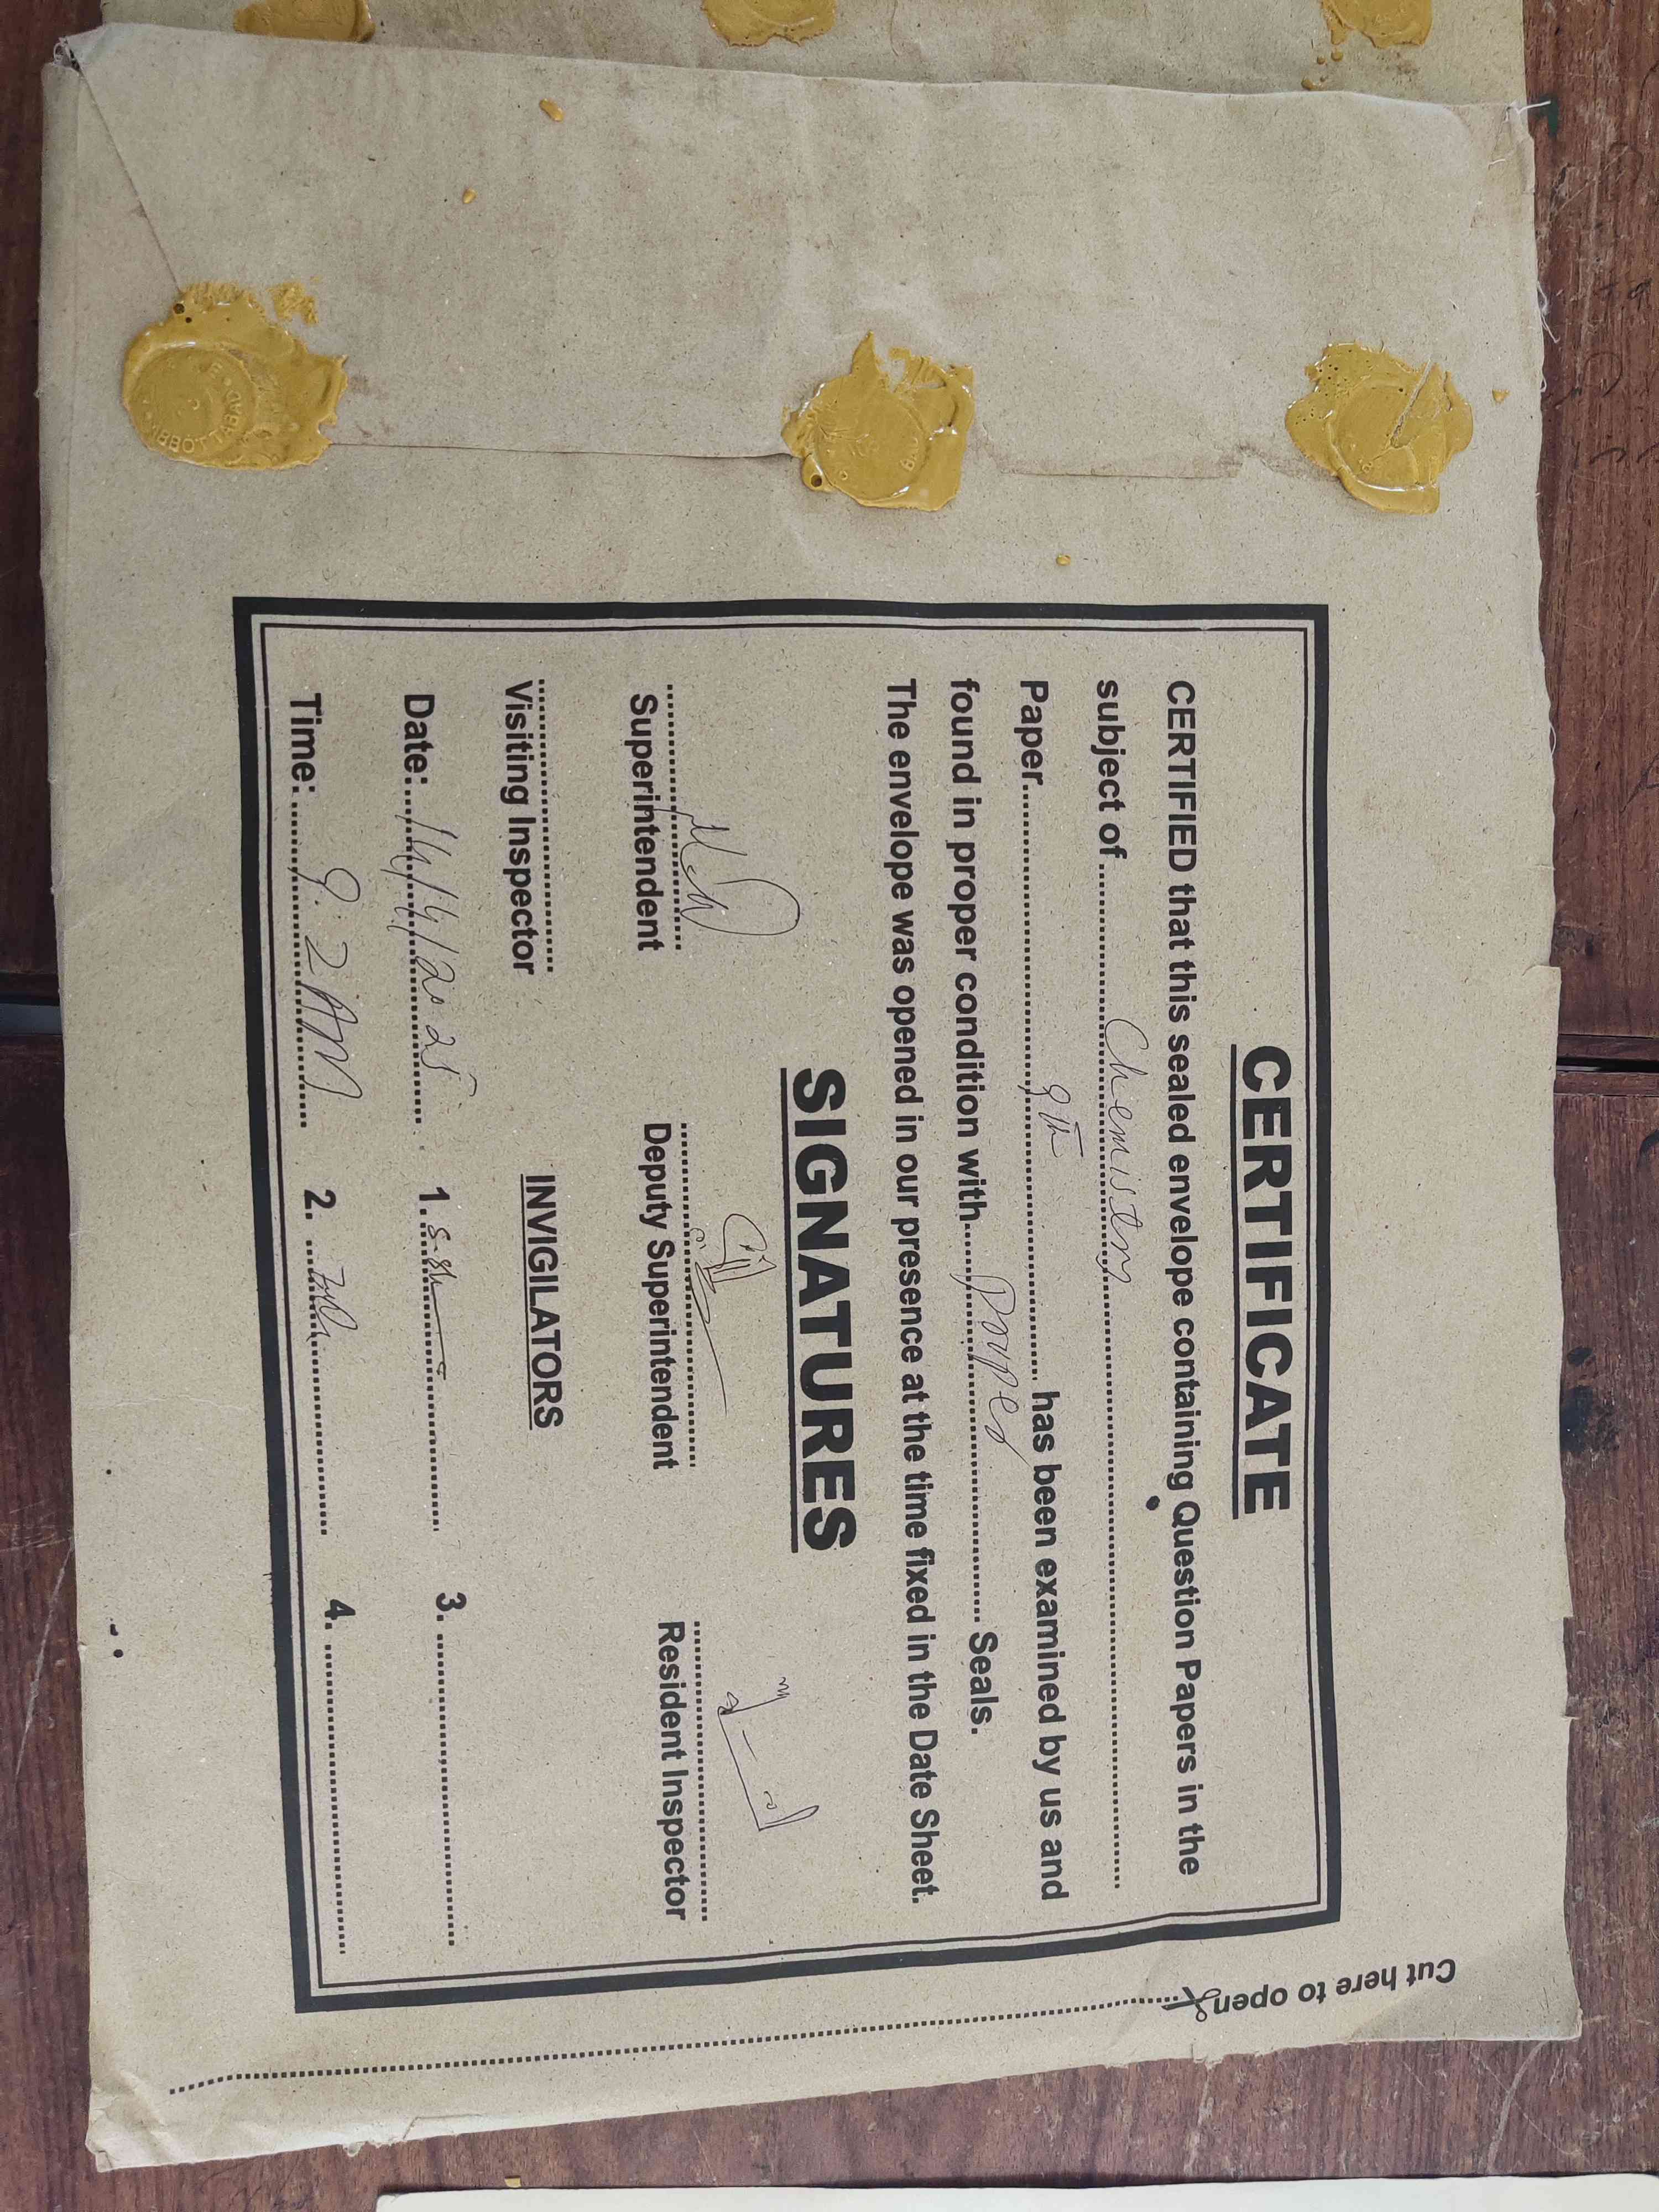 CERTIFICATE
CERTIFIED that this sealed envelope containing Question Papers in the
subject of Chemistry
Paper 9th has been examined by us and
found in proper condition with Proper Seals.
The envelope was opened in our presence at the time fixed in the Date Sheet.
SIGNATURES
Superintendent Deputy Superintendent Resident Inspector
Visiting Inspector
INVIGILATORS
Date: 14/4/2025 1. 3.
Time: 9:2 AM 2. 4.
Cut here to open
ABBOTTABAD